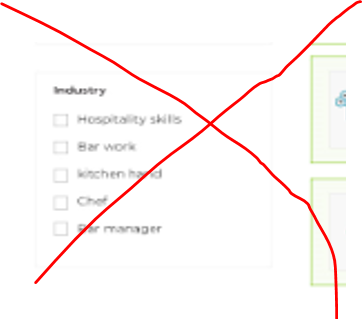 Industry
Hospitality skills
Bar work
kitchen hand
Chef
Bar manager